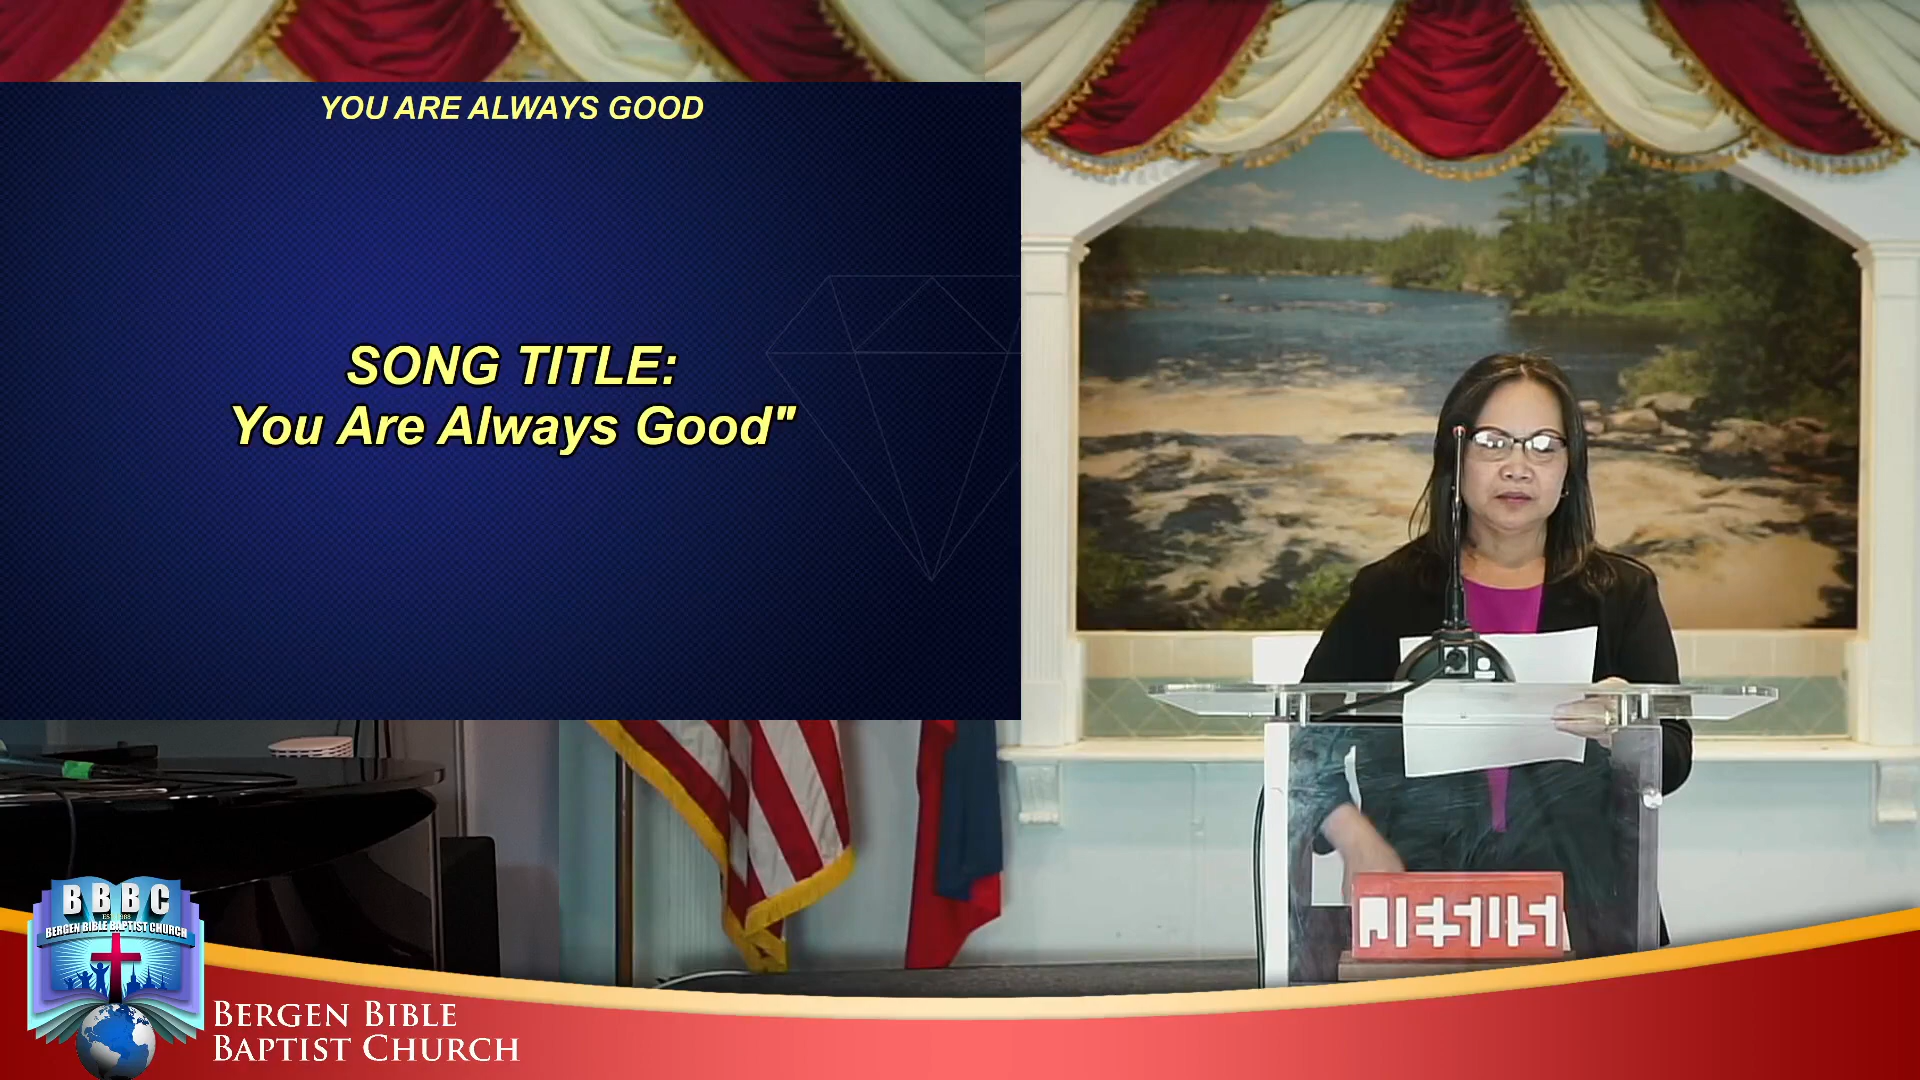 YOU ARE ALWAYS GOOD
SONG TITLE:
You Are Always Good"
JESUS
B B B C
BERGEN BIBLE BAPTIST CHURCH
BERGEN BIBLE
BAPTIST CHURCH